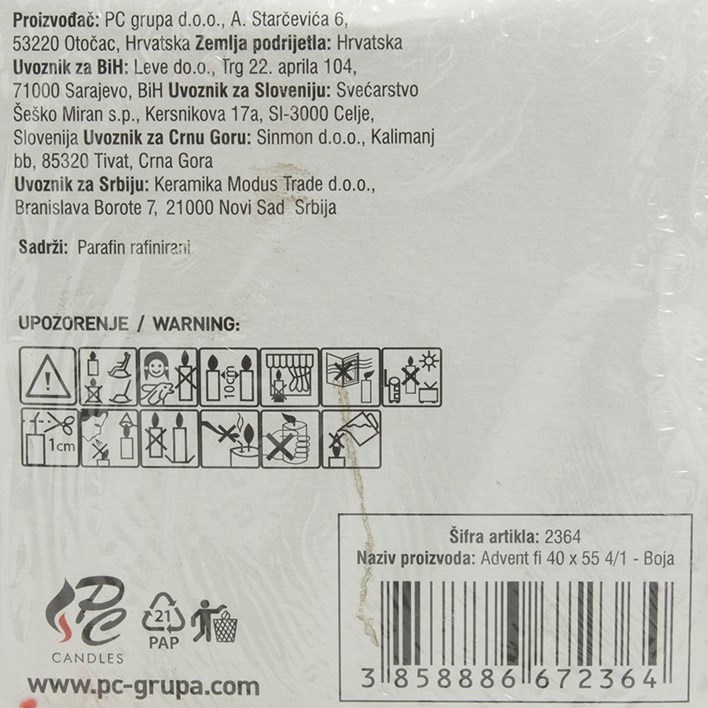 Proizvođač: PC grupa d.o.o., A. Starčevića 6,
53220 Otočac, Hrvatska Zemlja podrijetla: Hrvatska
Uvoznik za BiH: Leve do.o., Trg 22. aprila 104,
71000 Sarajevo, BiH Uvoznik za Sloveniju: Svećarstvo
Šeško Miran s.p., Kersnikova 17a, SI-3000 Celje,
Slovenija Uvoznik za Crnu Goru: Sinmon d.o.o., Kalimanj
bb, 85320 Tivat, Crna Gora
Uvoznik za Srbiju: Keramika Modus Trade d.o.o.,
Branislava Borote 7, 21000 Novi Sad Srbija
Sadrži: Parafin rafinirani
UPOZORENJE / WARNING:
10cm
1cm
Šifra artikla: 2364
Naziv proizvoda: Advent fi 40 x 55 4/1 - Boja
3 858886 672364
PC
CANDLES
21
PAP
www.pc-grupa.com